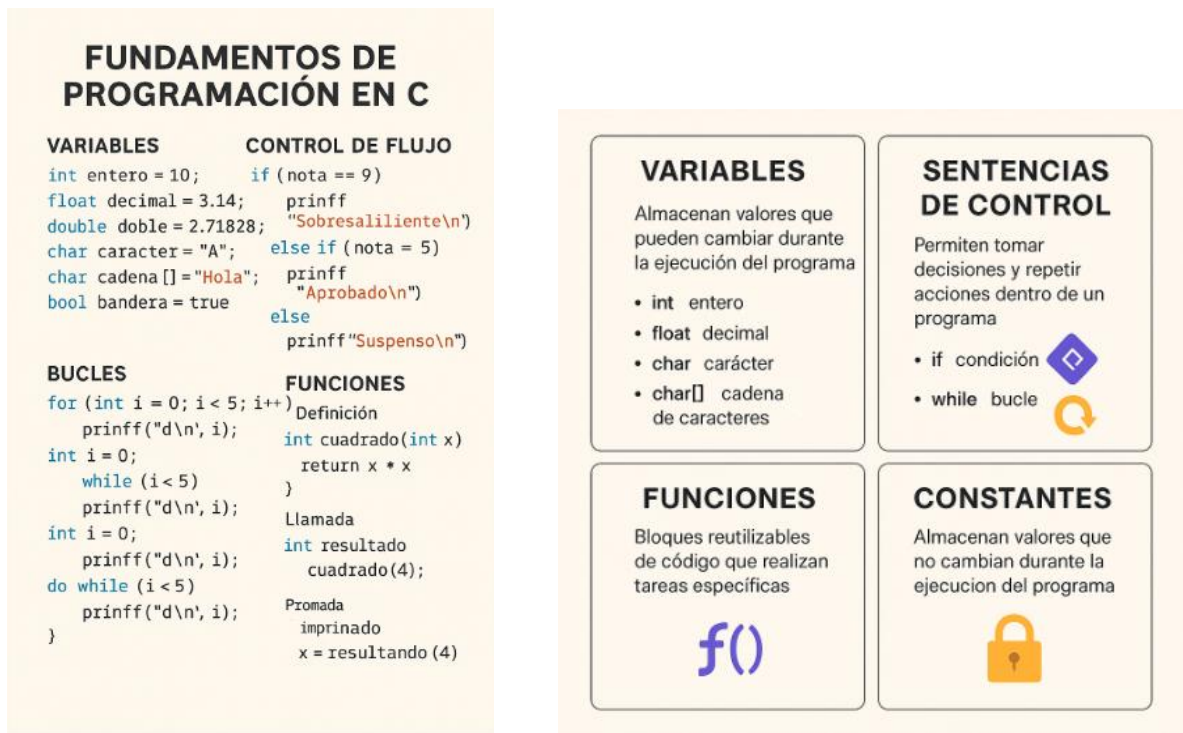 FUNDAMENTOS DE
PROGRAMACIÓN EN C
VARIABLES
int entero = 10;
float decimal = 3.14;
double doble = 2.71828;
char caracter = "A";
char cadena [] = "Hola";
bool bandera = true
CONTROL DE FLUJO
if (nota == 9)
prinff
"Sobresaliliente\n")
else if (nota = 5)
prinff
"Aprobado\n")
else
prinff "Suspenso\n")
BUCLES
for (int i = 0; i < 5; i++)
prinff("d\n', i);
int i = 0;
while (i < 5)
prinff("d\n', i);
int i = 0;
prinff("d\n', i);
do while (i < 5)
prinff("d\n', i);
}
FUNCIONES
Definición
int cuadrado(int x)
return x * x
}
Llamada
int resultado
cuadrado(4);
Promada
imprinado
x = resultando (4)
VARIABLES
Almacenan valores que
pueden cambiar durante
la ejecución del programa
• int entero
• float decimal
• char carácter
• char[] cadena
de caracteres
SENTENCIAS
DE CONTROL
Permiten tomar
decisiones y repetir
acciones dentro de un
programa
• if condición
• while bucle
FUNCIONES
Bloques reutilizables
de código que realizan
tareas específicas
f()
CONSTANTES
Almacenan valores que
no cambian durante la
ejecucion del programa